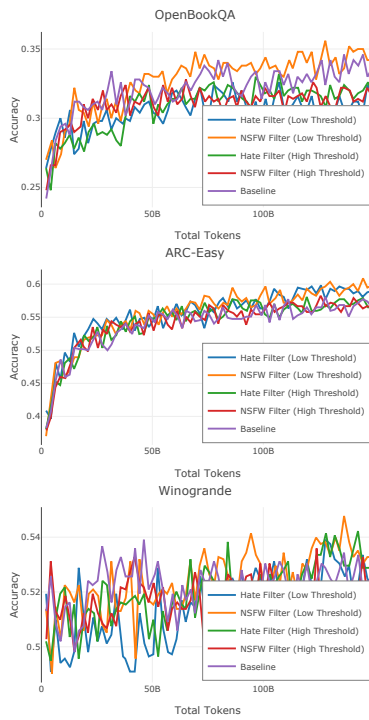 OpenBookQA
0.35
0.3
0.25
Accuracy
Hate Filter (Low Threshold)
NSFW Filter (Low Threshold)
Hate Filter (High Threshold)
NSFW Filter (High Threshold)
Baseline
0
50B
100B
Total Tokens
ARC-Easy
0.6
0.55
0.5
0.45
0.4
Accuracy
Hate Filter (Low Threshold)
NSFW Filter (Low Threshold)
Hate Filter (High Threshold)
NSFW Filter (High Threshold)
Baseline
0
50B
100B
Total Tokens
Winogrande
0.54
0.52
0.5
Accuracy
Hate Filter (Low Threshold)
NSFW Filter (Low Threshold)
Hate Filter (High Threshold)
NSFW Filter (High Threshold)
Baseline
0
50B
100B
Total Tokens